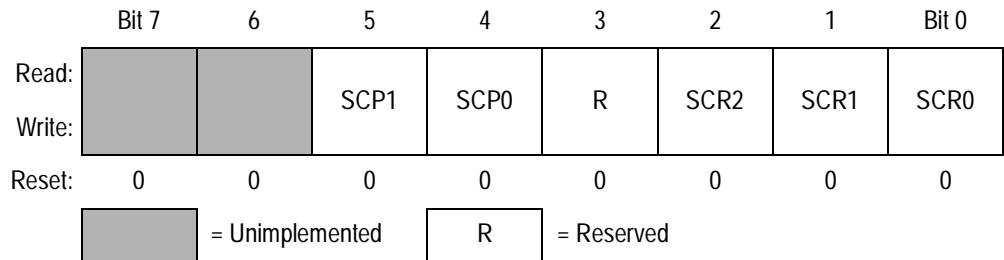 Bit 7 6 5 4 3 2 1 Bit 0
Read:
SCP1 SCP0 R SCR2 SCR1 SCR0
Write:
Reset: 0 0 0 0 0 0 0 0
= Unimplemented R = Reserved